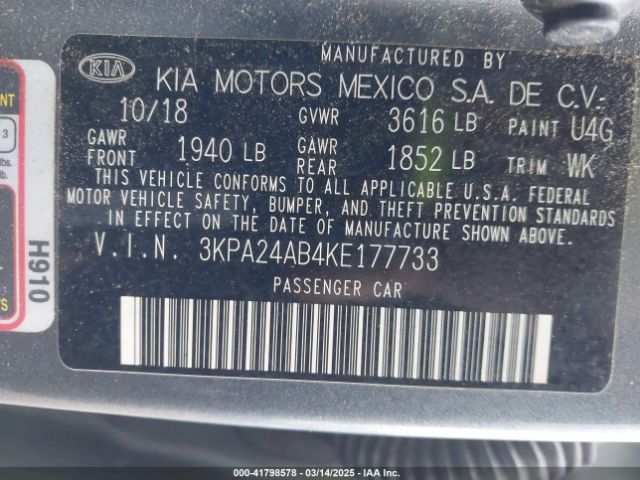 MANUFACTURED BY
KIA
KIA MOTORS MEXICO S.A. DE C.V.
10/18 GVWR 3616 LB PAINT U4G
GAWR FRONT 1940 LB GAWR REAR 1852 LB TRIM WK
THIS VEHICLE CONFORMS TO ALL APPLICABLE U.S.A. FEDERAL
MOTOR VEHICLE SAFETY, BUMPER, AND THEFT PREVENTION STANDARDS
IN EFFECT ON THE DATE OF MANUFACTURE SHOWN ABOVE.
V.I.N. 3KPA24AB4KE177733
PASSENGER CAR
H910
3
lbs.
000-41798578 - 03/14/2025 - IAA Inc.